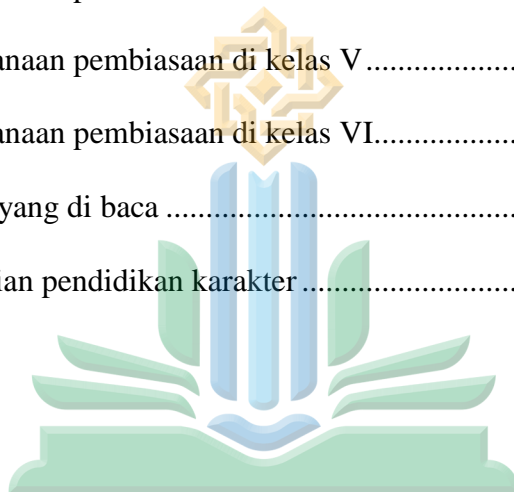 anaan pembiasaan di kelas V ..................
anaan pembiasaan di kelas VI.................
yang di baca .....................................
ian pendidikan karakter .......................